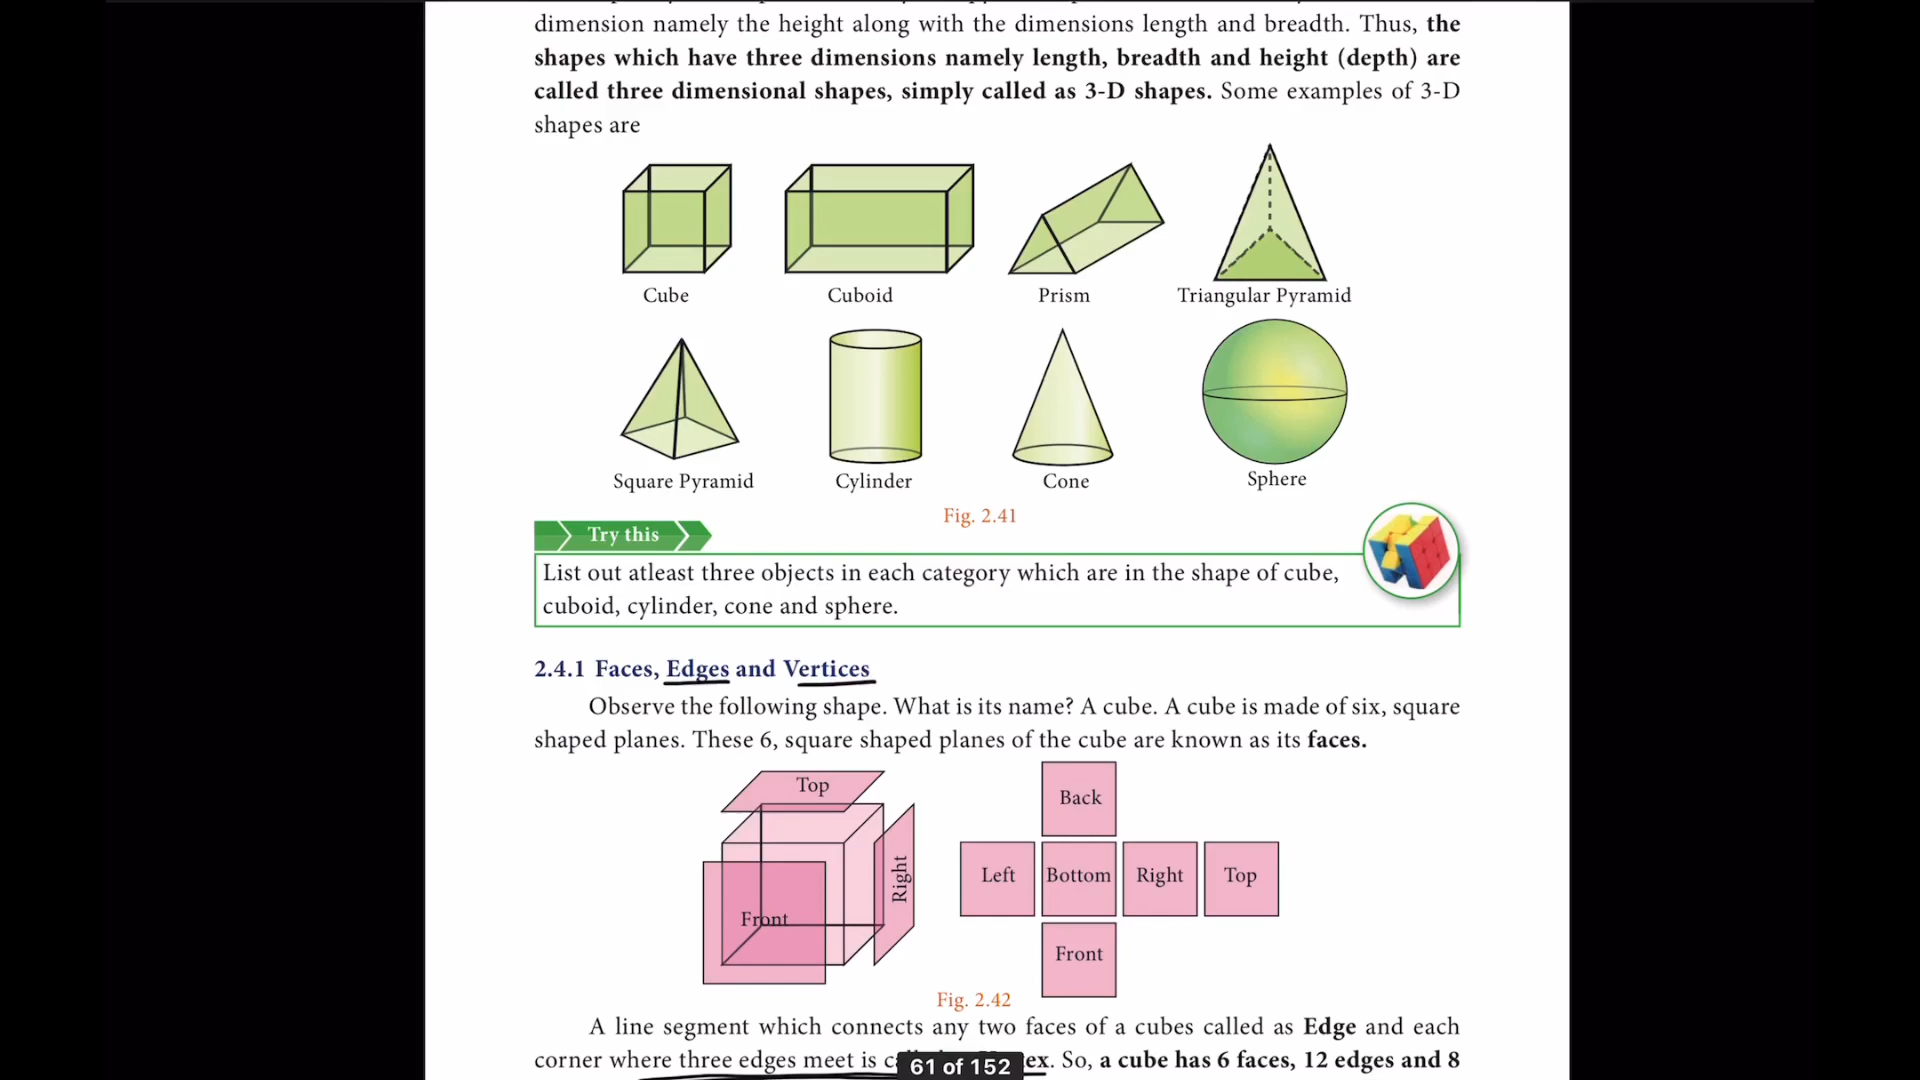 dimension namely the height along with the dimensions length and breadth. Thus, the
shapes which have three dimensions namely length, breadth and height (depth) are
called three dimensional shapes, simply called as 3-D shapes. Some examples of 3-D
shapes are
Cube
Cuboid
Prism
Triangular Pyramid
Square Pyramid
Cylinder
Cone
Sphere
Fig. 2.41
Try this
List out atleast three objects in each category which are in the shape of cube,
cuboid, cylinder, cone and sphere.
2.4.1 Faces, Edges and Vertices
Observe the following shape. What is its name? A cube. A cube is made of six, square
shaped planes. These 6, square shaped planes of the cube are known as its faces.
Top
Front
Right
Back
Left
Bottom
Right
Top
Front
Fig. 2.42
A line segment which connects any two faces of a cubes called as Edge and each
corner where three edges meet is ex. So, a cube has 6 faces, 12 edges and 8
61 of 152